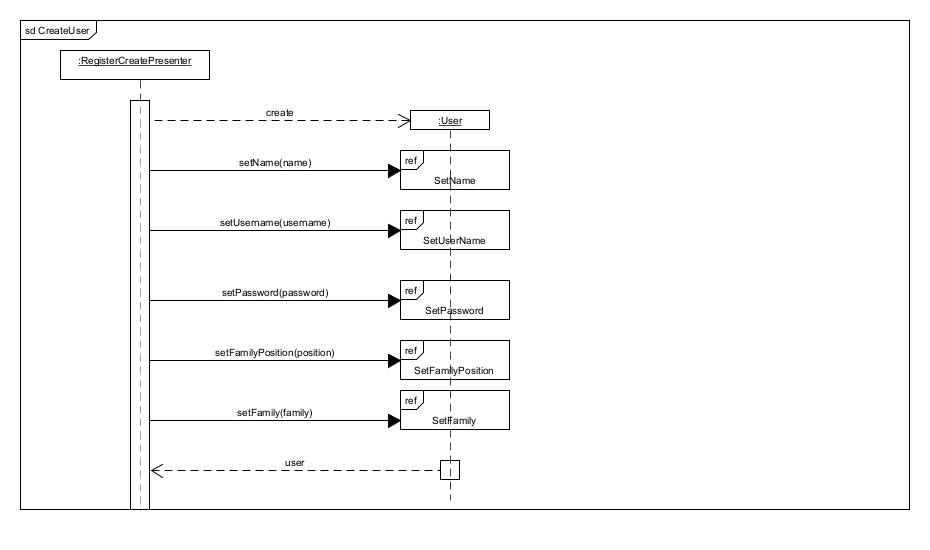 sd CreateUser
:RegisterCreatePresenter
create
:User
setName(name)
ref
SetName
setUsername(username)
ref
SetUserName
setPassword(password)
ref
SetPassword
setFamilyPosition(position)
ref
SetFamilyPosition
setFamily(family)
ref
SetFamily
user